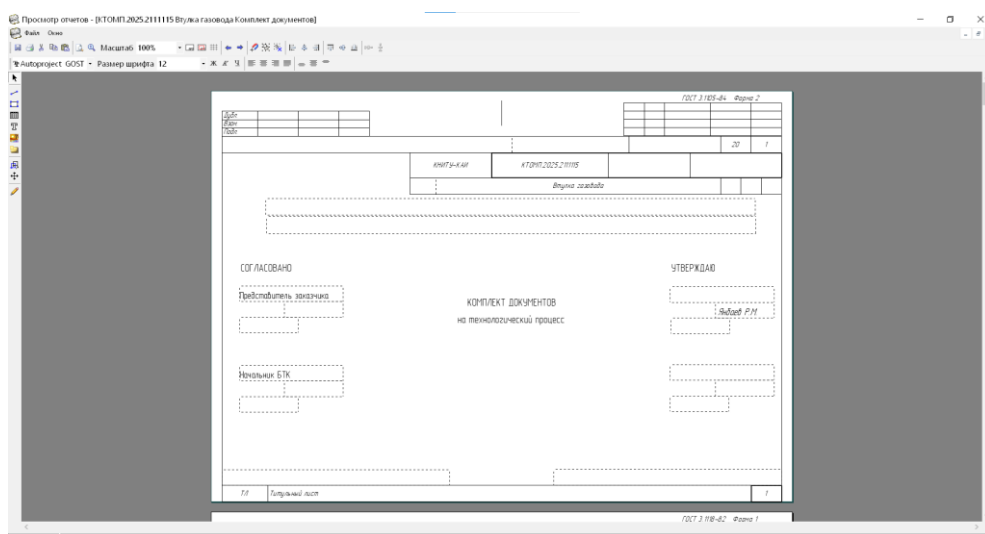 Просмотр отчетов - [КТОМП.2025.2111115 Втулка газовода Комплект документов]
Файл Окно
Масштаб 100%
Autoproject GOST Размер шрифта 12 Ж К Ч
ГОСТ 3.1105-84 Форма 2
Дубл.
Взам.
Подл.
20 1
КНИТУ-КАИ КТОМП.2025.2111115
Втулка газовода
СОГЛАСОВАНО УТВЕРЖДАЮ
Представитель заказчика
КОМПЛЕКТ ДОКУМЕНТОВ
Янбаев Р.М.
на технологический процесс
Начальник БТК
ТЛ Титульный лист 1
ГОСТ 3.1118-82 Форма 1